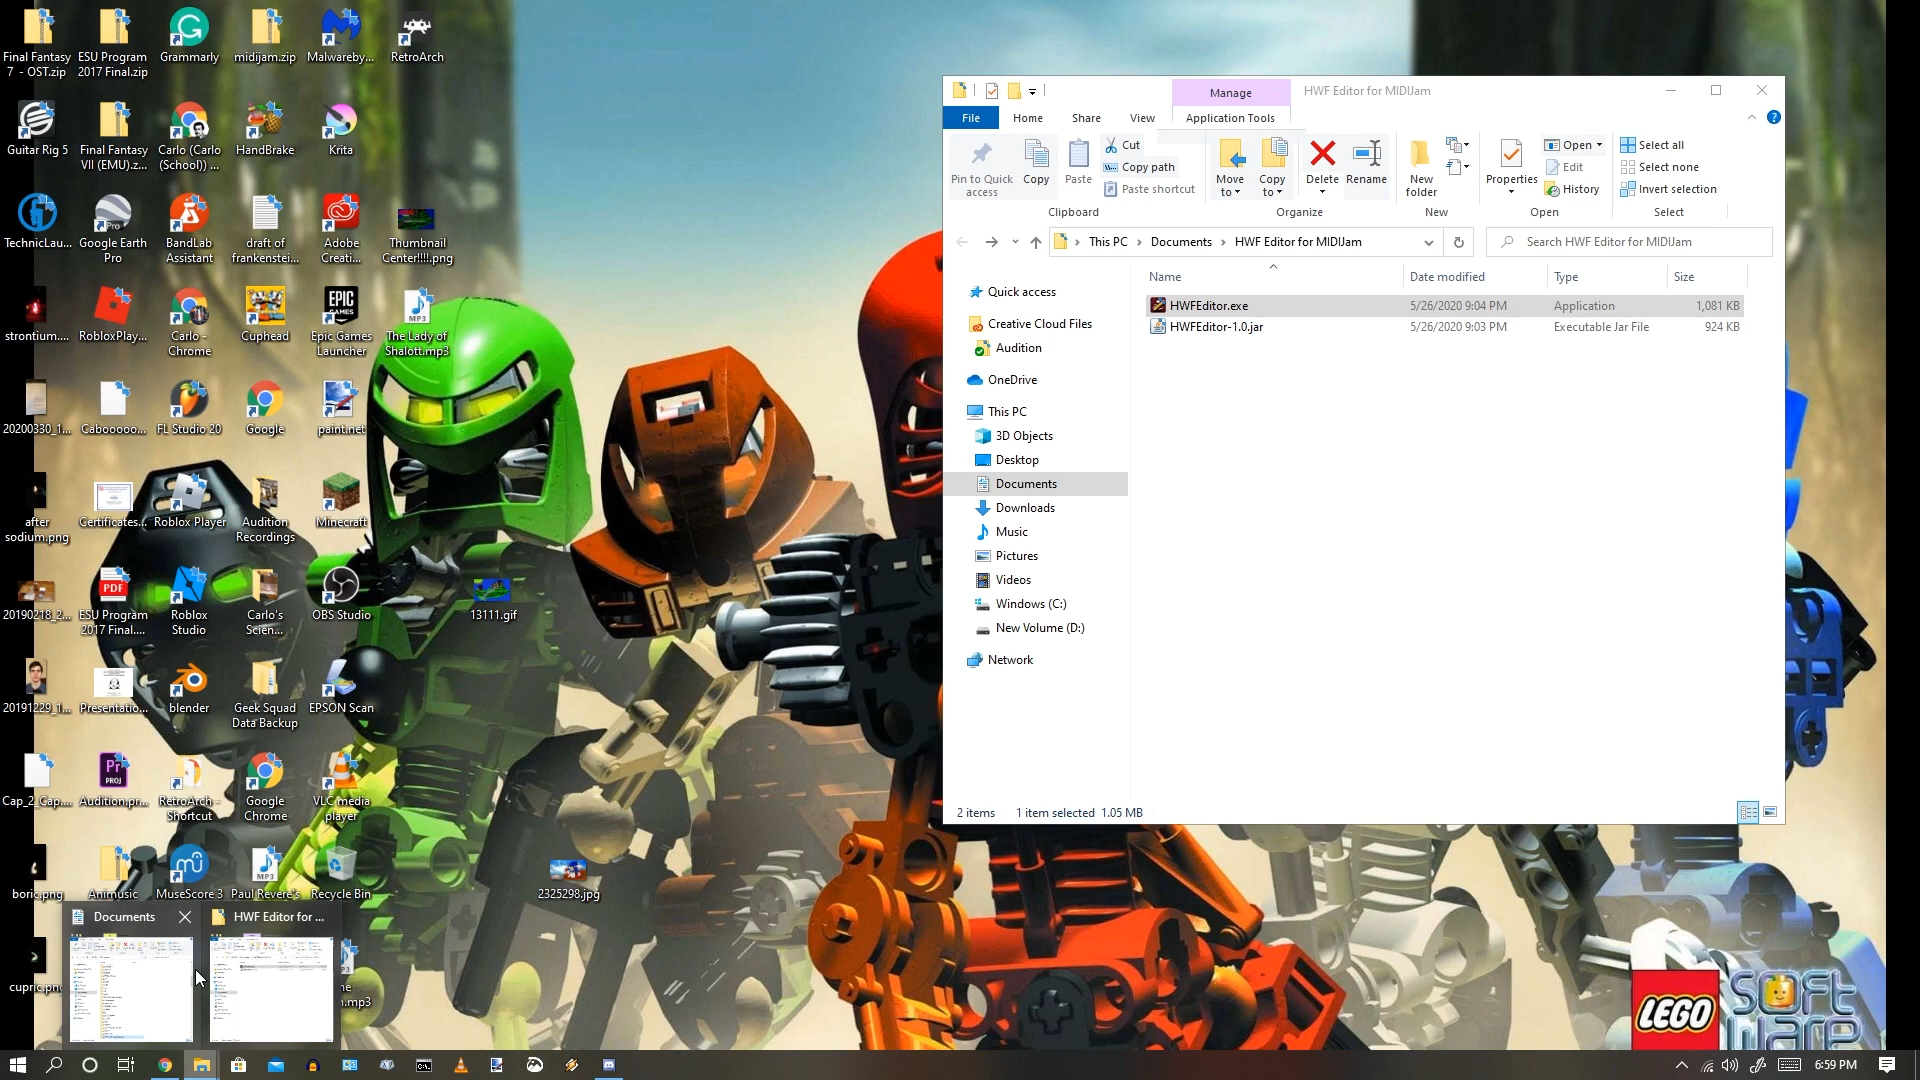 Final Fantasy
7  - OST.zip
ESU Program
2017 Final.zip
Grammarly
midijam.zip
Malwareby...
RetroArch
Guitar Rig 5
Final Fantasy
VII (EMU).z...
Carlo (Carlo
(School)) ...
HandBrake
Krita
TechnicLau...
Google Earth
Pro
BandLab
Assistant
draft of
frankenstei...
Adobe
Creati...
Thumbnail
Center!!!!.png
strontium....
RobloxPlay...
Carlo -
Chrome
Cuphead
EPIC
GAMES
Epic Games
Launcher
MP3
The Lady of
Shalott.mp3
20200330_1...
Cabooooo...
FL Studio 20
Google
paint.net
after
sodium.png
Certificates...
Roblox Player
Audition
Recordings
Minecraft
20190218_2...
PDF
ESU Program
2017 Final....
Roblox
Studio
Carlo's
Scien...
OBS Studio
13111.gif
20191229_1...
Presentatio...
blender
Geek Squad
Data Backup
EPSON Scan
Cap_2_Cap....
Pr
PROJ
Audition.pr...
RetroArch -
Shortcut
Google
Chrome
VLC media
player
boric.png
Animusic
MuseScore 3
MP3
Paul Revere's
Recycle Bin
2325298.jpg
cupric.png
n.mp3
Documents
HWF Editor for ...
Manage
HWF Editor for MIDIJam
File
Home
Share
View
Application Tools
Pin to Quick
access
Copy
Paste
Cut
Copy path
Paste shortcut
Clipboard
Move
to
Copy
to
Delete
Rename
Organize
New
folder
New
Properties
Open
Edit
History
Open
Select all
Select none
Invert selection
Select
This PC
Documents
HWF Editor for MIDIJam
Search HWF Editor for MIDIJam
Name
Date modified
Type
Size
HWFEditor.exe
5/26/2020 9:04 PM
Application
1,081 KB
HWFEditor-1.0.jar
5/26/2020 9:03 PM
Executable Jar File
924 KB
Quick access
Creative Cloud Files
Audition
OneDrive
This PC
3D Objects
Desktop
Documents
Downloads
Music
Pictures
Videos
Windows (C:)
New Volume (D:)
Network
2 items
1 item selected  1.05 MB
LEGO
SOFT
WARE
6:59 PM